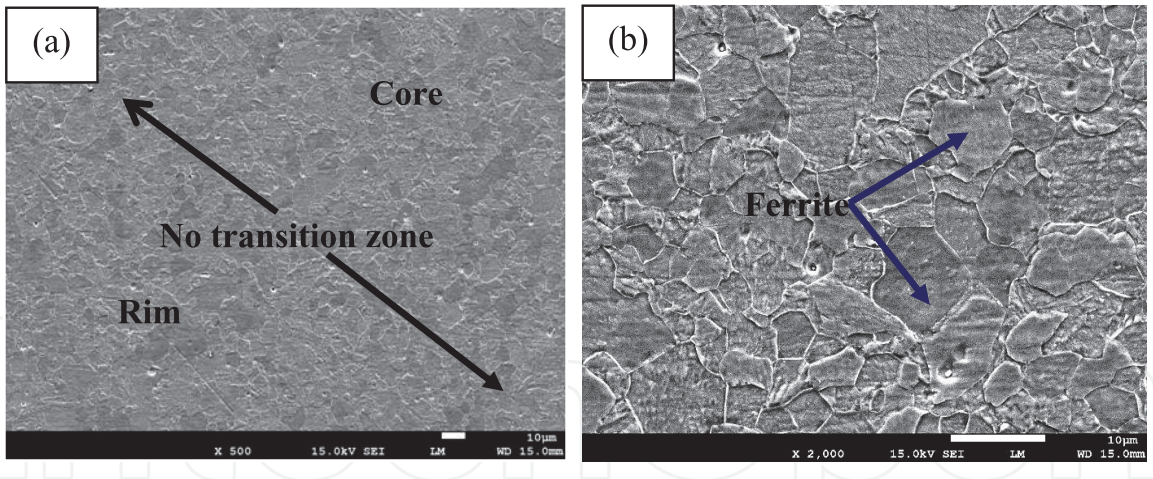 (a)
Core
No transition zone
Rim
10µm
X 500 15.0kV SEI LM WD 15.0mm
(b)
Ferrite
10µm
X 2,000 15.0kV SEI LM WD 15.0mm